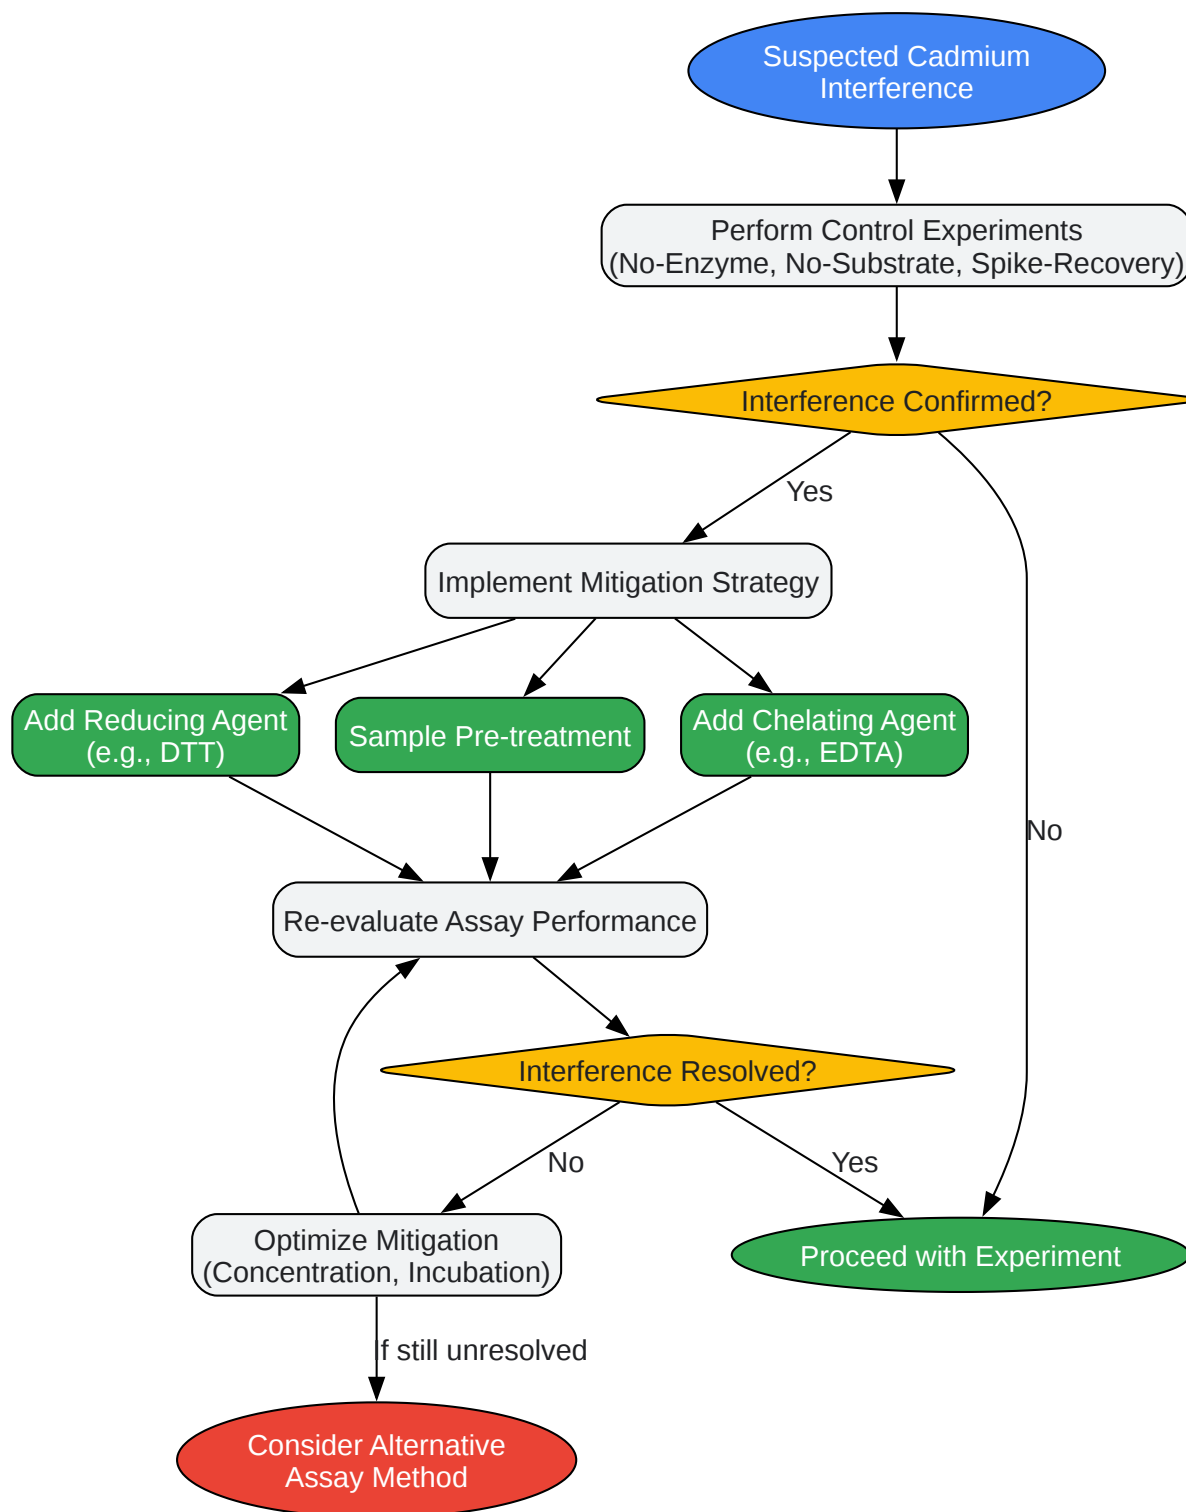 Suspected Cadmium
Interference
Perform Control Experiments
(No-Enzyme, No-Substrate, Spike-Recovery)
Interference Confirmed?
Yes
Implement Mitigation Strategy
Add Reducing Agent
(e.g., DTT)
Sample Pre-treatment
Add Chelating Agent
(e.g., EDTA)
No
Re-evaluate Assay Performance
Interference Resolved?
No
Yes
Optimize Mitigation
(Concentration, Incubation)
Proceed with Experiment
If still unresolved
Consider Alternative
Assay Method